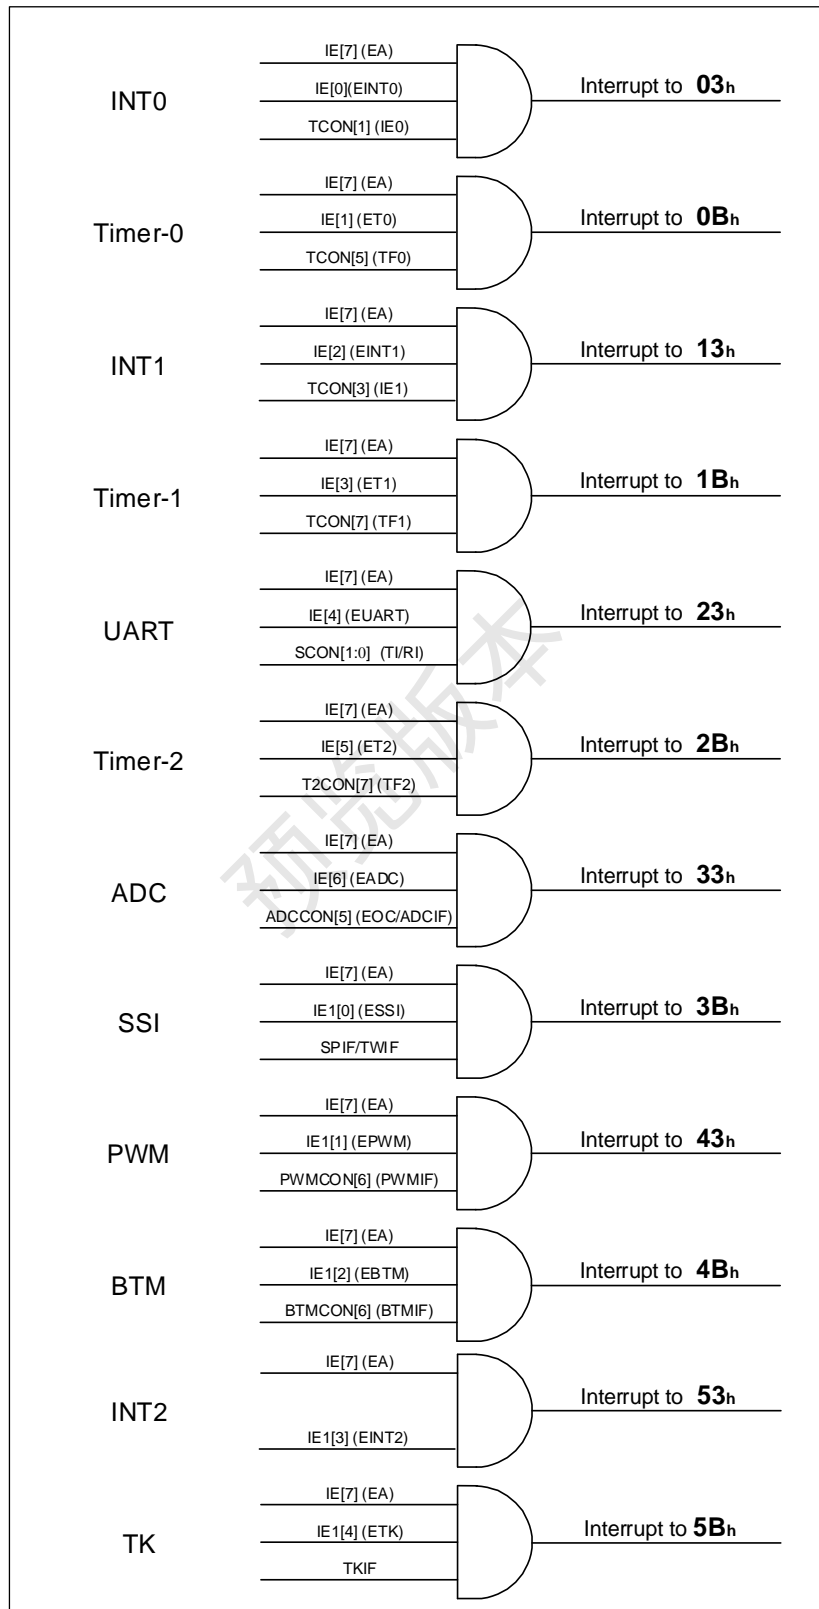 IE[7] (EA)
INT0
IE[0](EINT0)
Interrupt to 03h
TCON[1] (IE0)
IE[7] (EA)
Timer-0
IE[1] (ET0)
Interrupt to 0Bh
TCON[5] (TF0)
IE[7] (EA)
INT1
IE[2] (EINT1)
Interrupt to 13h
TCON[3] (IE1)
IE[7] (EA)
Timer-1
IE[3] (ET1)
Interrupt to 1Bh
TCON[7] (TF1)
IE[7] (EA)
UART
IE[4] (EUART)
Interrupt to 23h
SCON[1:0] (TI/RI)
IE[7] (EA)
Timer-2
IE[5] (ET2)
Interrupt to 2Bh
T2CON[7] (TF2)
IE[7] (EA)
ADC
IE[6] (EADC)
Interrupt to 33h
ADCCON[5] (EOC/ADCIF)
IE[7] (EA)
SSI
IE1[0] (ESSI)
Interrupt to 3Bh
SPIF/TWIF
IE[7] (EA)
PWM
IE1[1] (EPWM)
Interrupt to 43h
PWMCON[6] (PWMIF)
IE[7] (EA)
BTM
IE1[2] (EBTM)
Interrupt to 4Bh
BTMCON[6] (BTMIF)
IE[7] (EA)
INT2
Interrupt to 53h
IE1[3] (EINT2)
IE[7] (EA)
TK
IE1[4] (ETK)
Interrupt to 5Bh
TKIF
预览版本